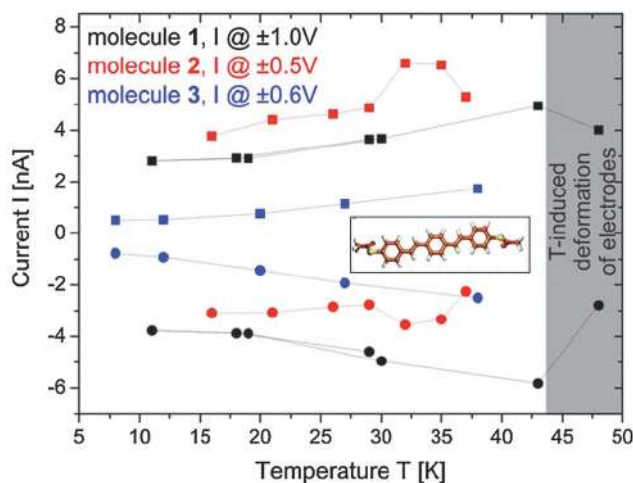 molecule 1, I @ ±1.0V
molecule 2, I @ ±0.5V
molecule 3, I @ ±0.6V
8
6
4
2
0
-2
-4
-6
Current I [nA]
T-induced
deformation
of electrodes
5 10 15 20 25 30 35 40 45 50
Temperature T [K]